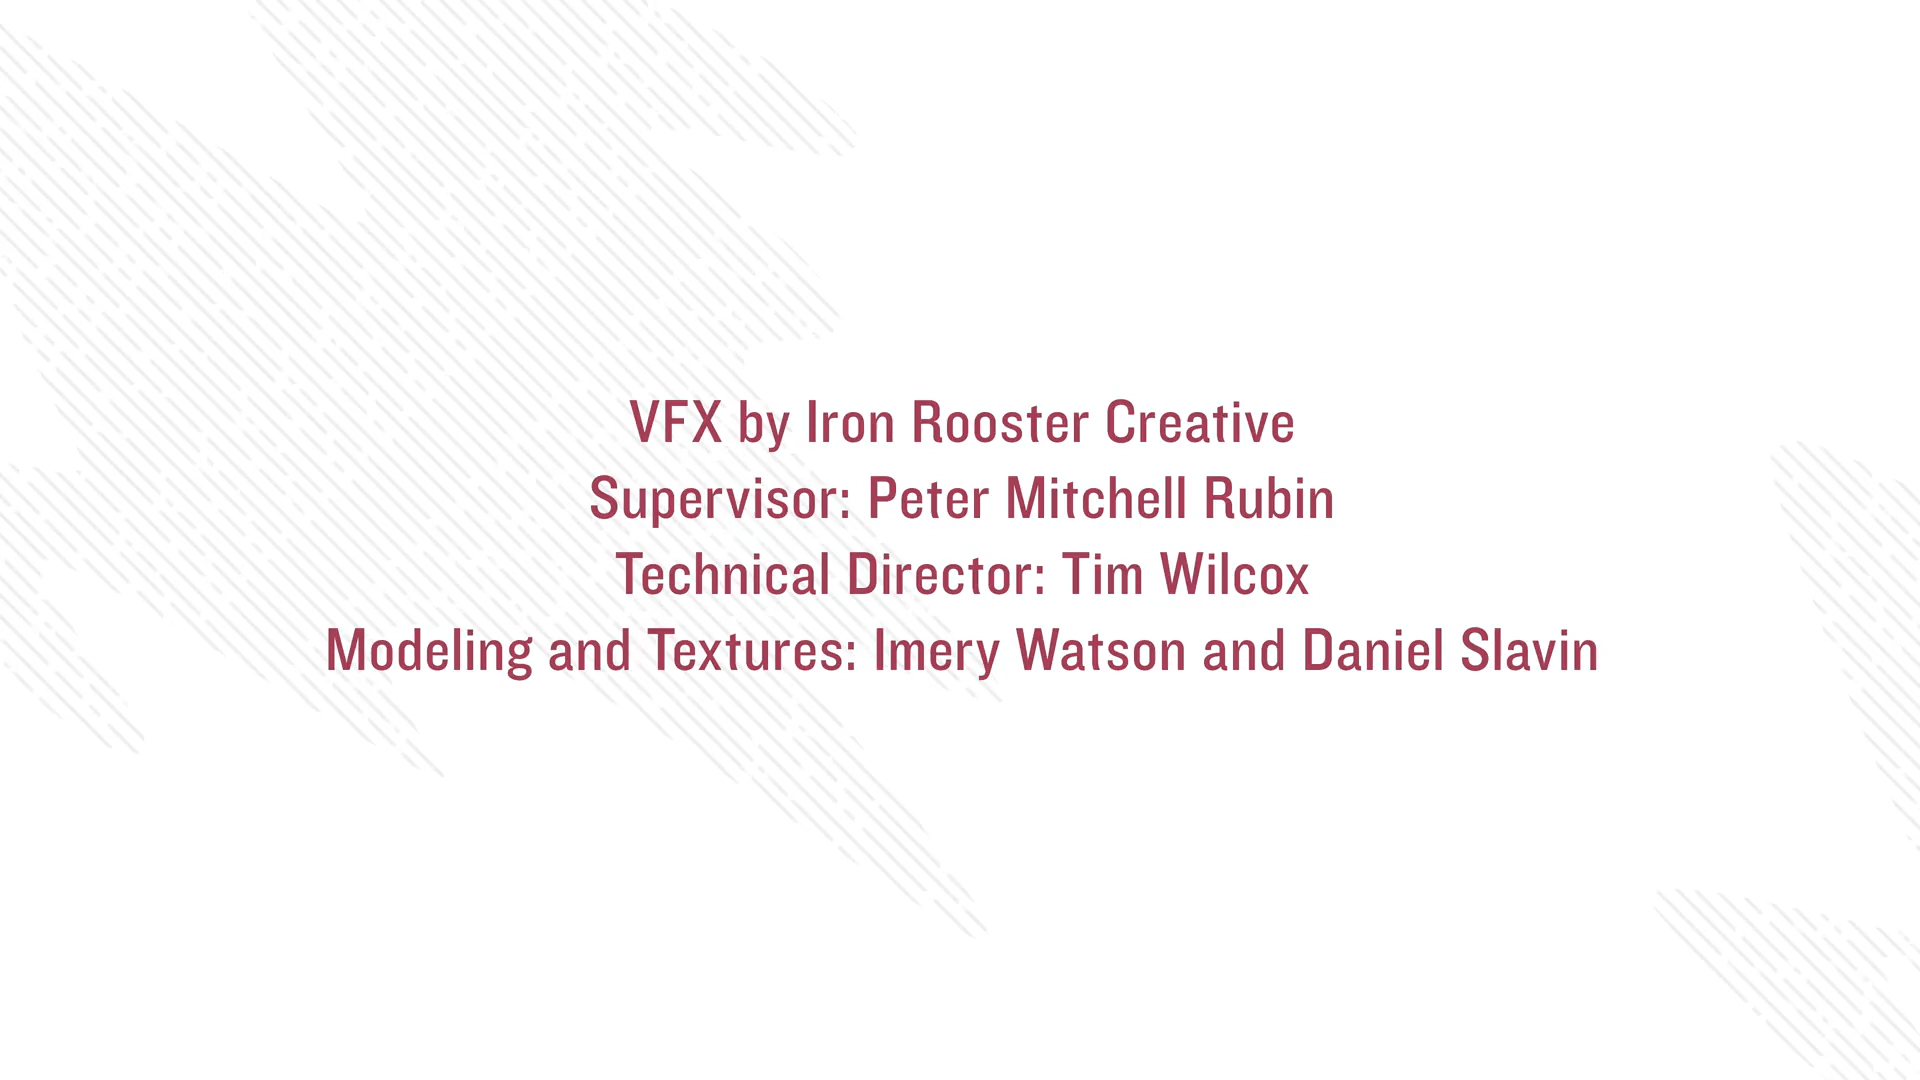 VFX by Iron Rooster Creative
Supervisor: Peter Mitchell Rubin
Technical Director: Tim Wilcox
Modeling and Textures: Imery Watson and Daniel Slavin